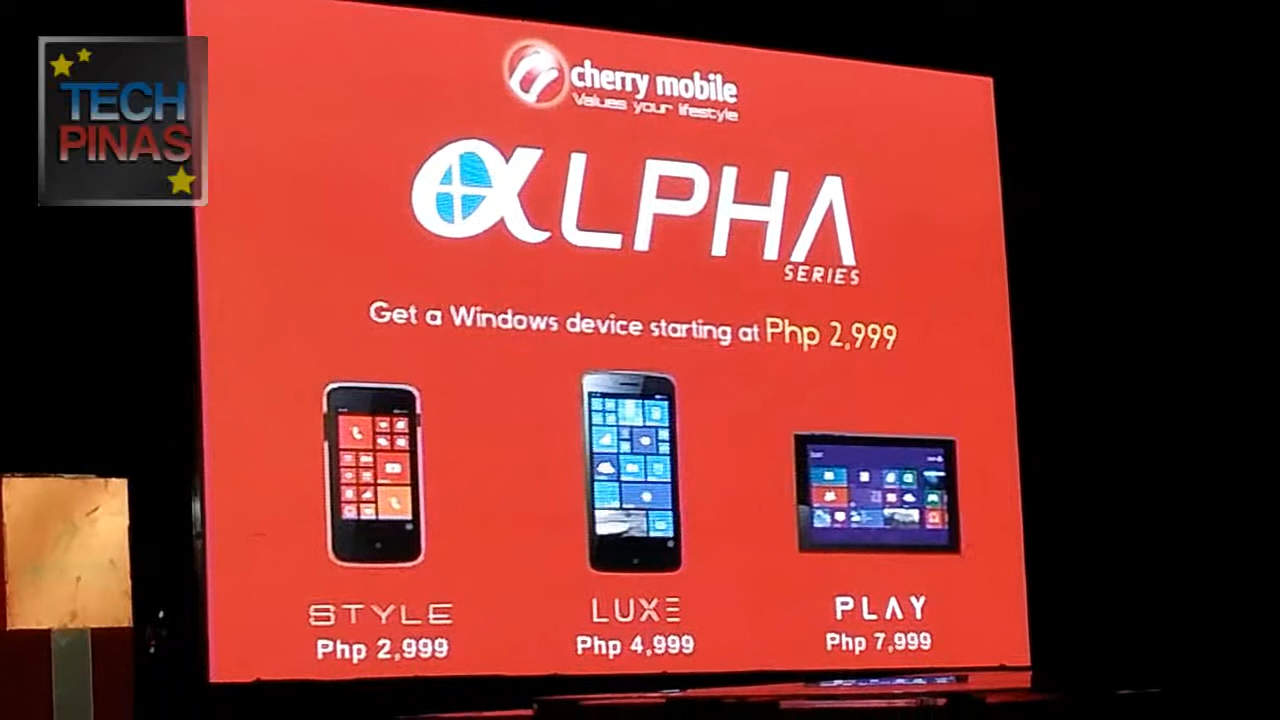 TECH
PINAS
cherry mobile
Values your lifestyle
αLPHA
SERIES
Get a Windows device starting at Php 2,999
STYLE
Php 2,999
LUXE
Php 4,999
PLAY
Php 7,999